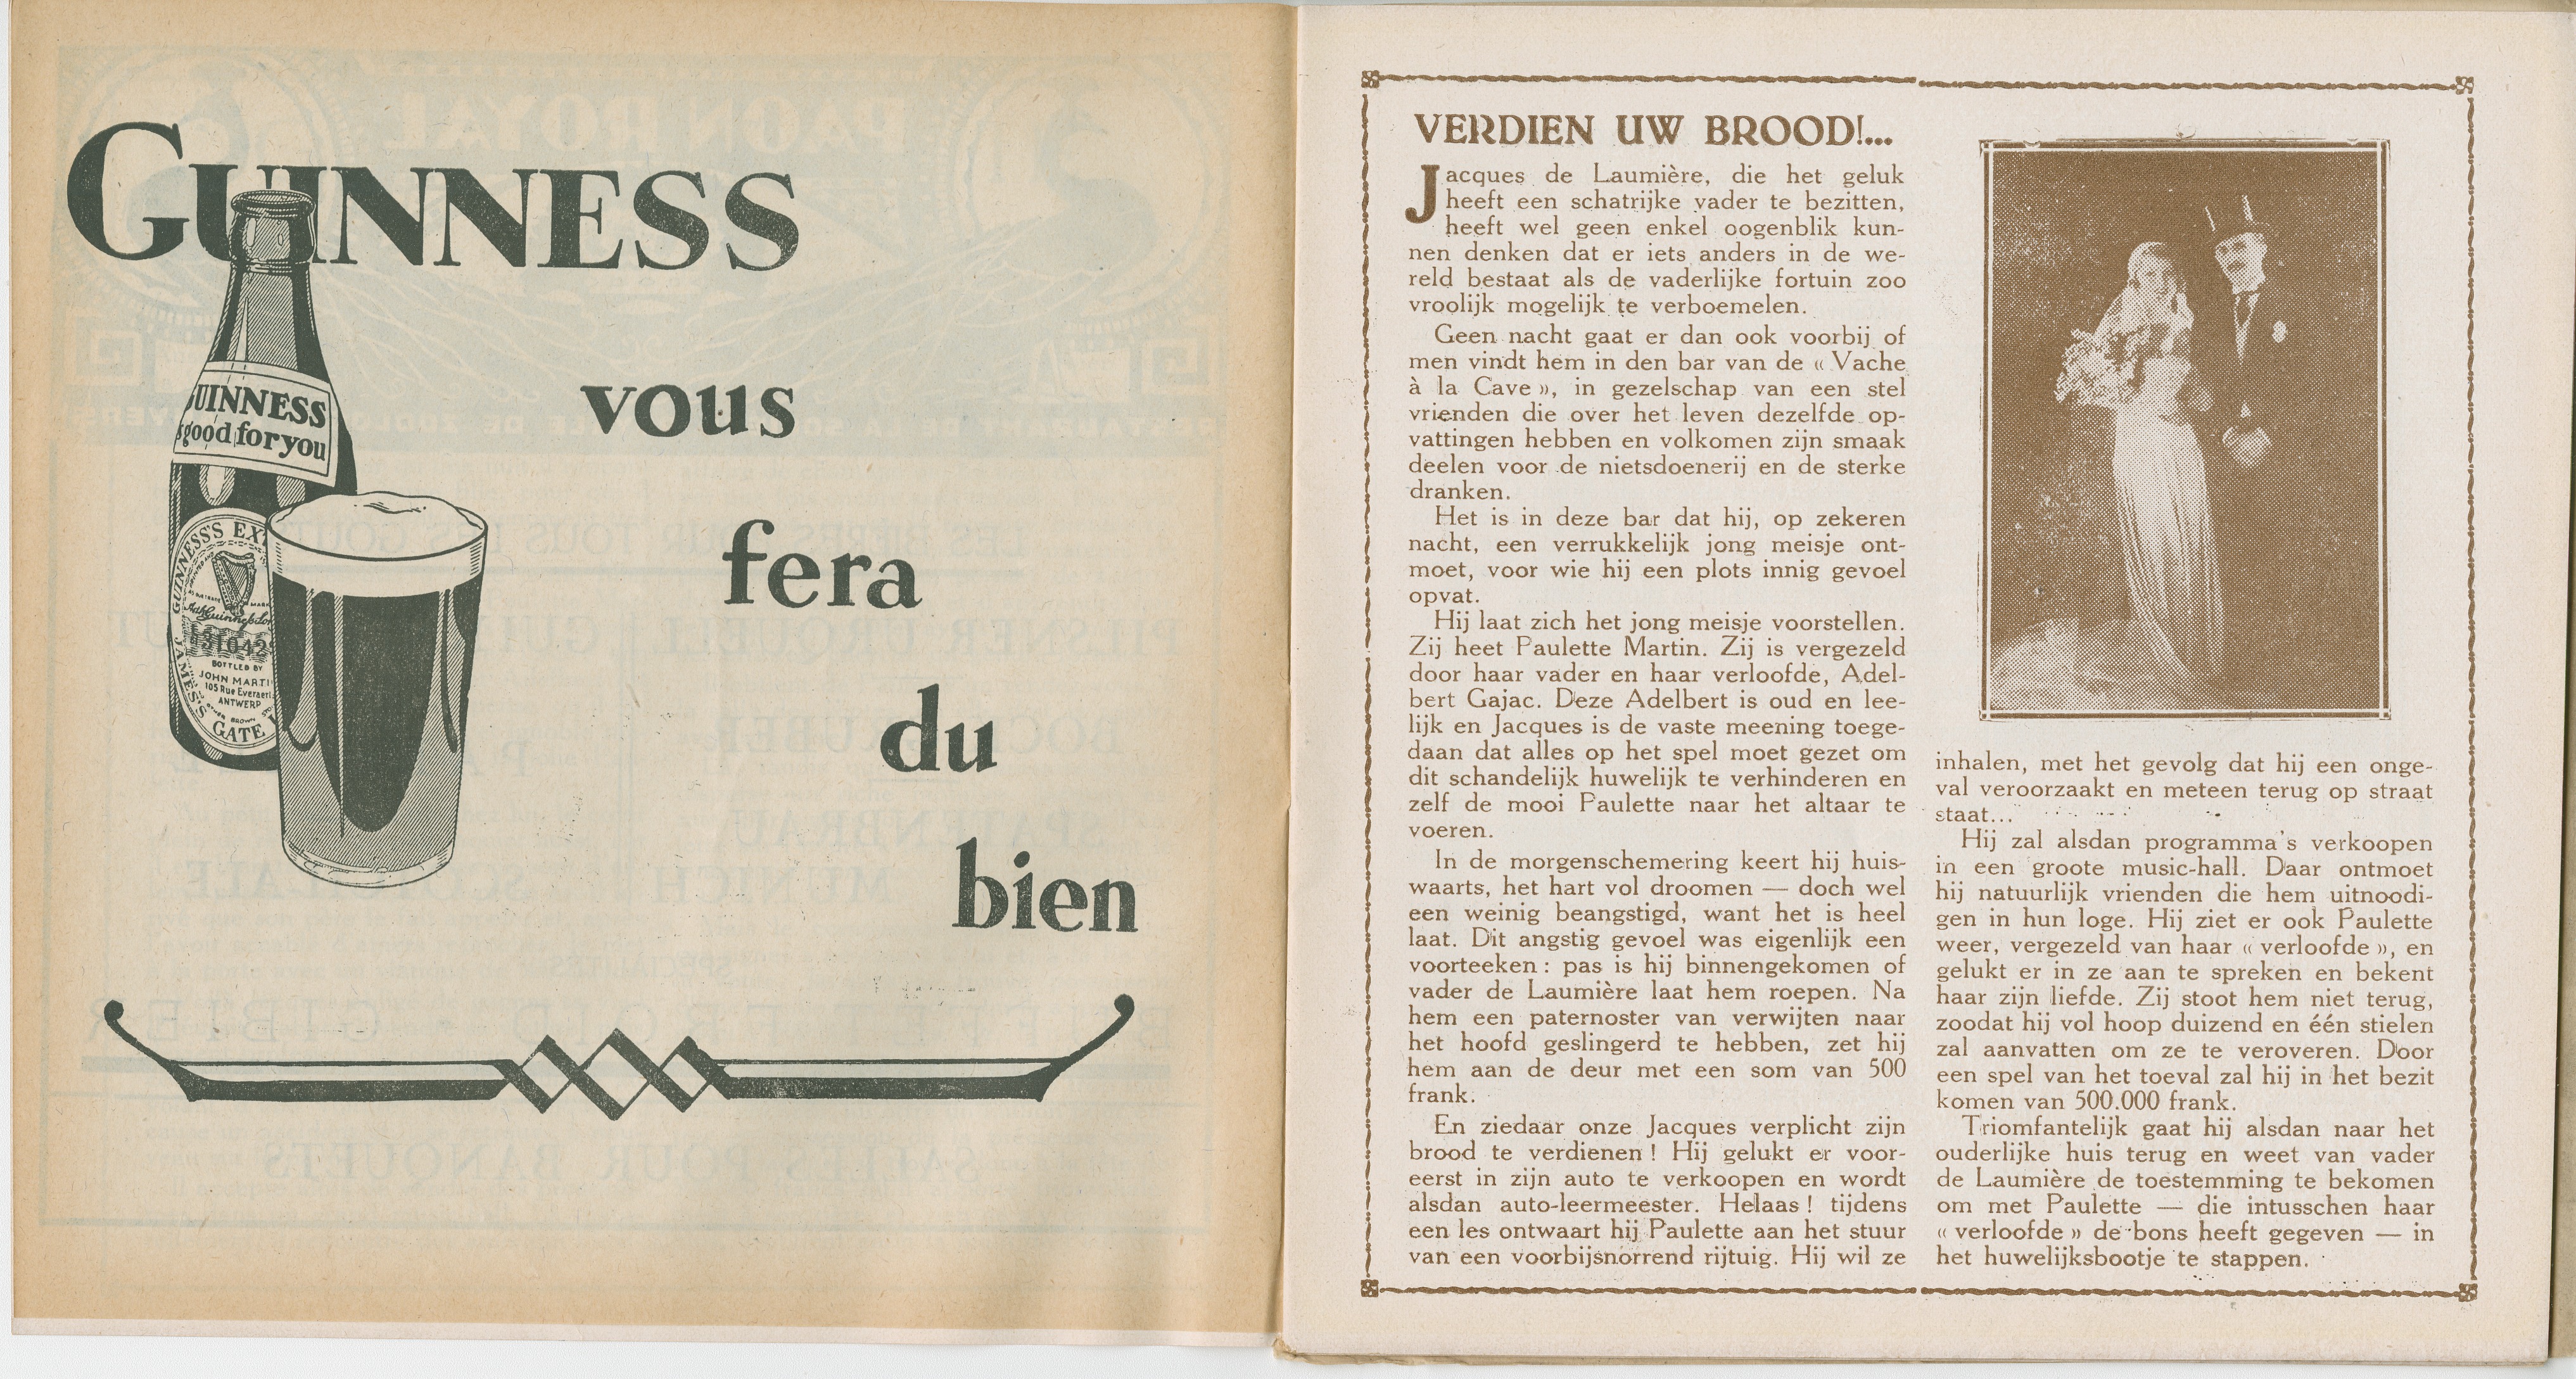 GUINNESS
vous
fera
du
bien
UINNESS
good for you
GUINNESS'S EX
TRADE MARK
531042
BOTTLED BY
JOHN MARTI
105 Rue Everaert
ANTWERP
BROWN
JAMES'S GATE
VERDIEN UW BROOD!...
Jacques de Laumière, die het geluk
heeft een schatrijke vader te bezitten,
heeft wel geen enkel oogenblik kun-
nen denken dat er iets anders in de we-
reld bestaat als de vaderlijke fortuin zoo
vroolijk mogelijk te verboemelen.
Geen nacht gaat er dan ook voorbij of
men vindt hem in den bar van de « Vache
à la Cave », in gezelschap van een stel
vrienden die over het leven dezelfde op-
vattingen hebben en volkomen zijn smaak
deelen voor de nietsdoenerij en de sterke
dranken.
Het is in deze bar dat hij, op zekeren
nacht, een verrukkelijk jong meisje ont-
moet, voor wie hij een plots innig gevoel
opvat.
Hij laat zich het jong meisje voorstellen.
Zij heet Paulette Martin. Zij is vergezeld
door haar vader en haar verloofde, Adel-
bert Gajac. Deze Adelbert is oud en lee-
lijk en Jacques is de vaste meening toege-
daan dat alles op het spel moet gezet om
dit schandelijk huwelijk te verhinderen en
zelf de mooi Paulette naar het altaar te
voeren.
In de morgenschemering keert hij huis-
waarts, het hart vol droomen — doch wel
een weinig beangstigd, want het is heel
laat. Dit angstig gevoel was eigenlijk een
voorteeken : pas is hij binnengekomen of
vader de Laumière laat hem roepen. Na
hem een paternoster van verwijten naar
het hoofd geslingerd te hebben, zet hij
hem aan de deur met een som van 500
frank.
En ziedaar onze Jacques verplicht zijn
brood te verdienen ! Hij gelukt er voor-
eerst in zijn auto te verkoopen en wordt
alsdan auto-leermeester. Helaas ! tijdens
een les ontwaart hij Paulette aan het stuur
van een voorbijsnorrend rijtuig. Hij wil ze
inhalen, met het gevolg dat hij een onge-
val veroorzaakt en meteen terug op straat
staat...
Hij zal alsdan programma's verkoopen
in een groote music-hall. Daar ontmoet
hij natuurlijk vrienden die hem uitnoodi-
gen in hun loge. Hij ziet er ook Paulette
weer, vergezeld van haar « verloofde », en
gelukt er in ze aan te spreken en bekent
haar zijn liefde. Zij stoot hem niet terug,
zoodat hij vol hoop duizend en één stielen
zal aanvatten om ze te veroveren. Door
een spel van het toeval zal hij in het bezit
komen van 500.000 frank.
Triomfantelijk gaat hij alsdan naar het
ouderlijke huis terug en weet van vader
de Laumière de toestemming te bekomen
om met Paulette — die intusschen haar
« verloofde » de bons heeft gegeven — in
het huwelijksbootje te stappen.